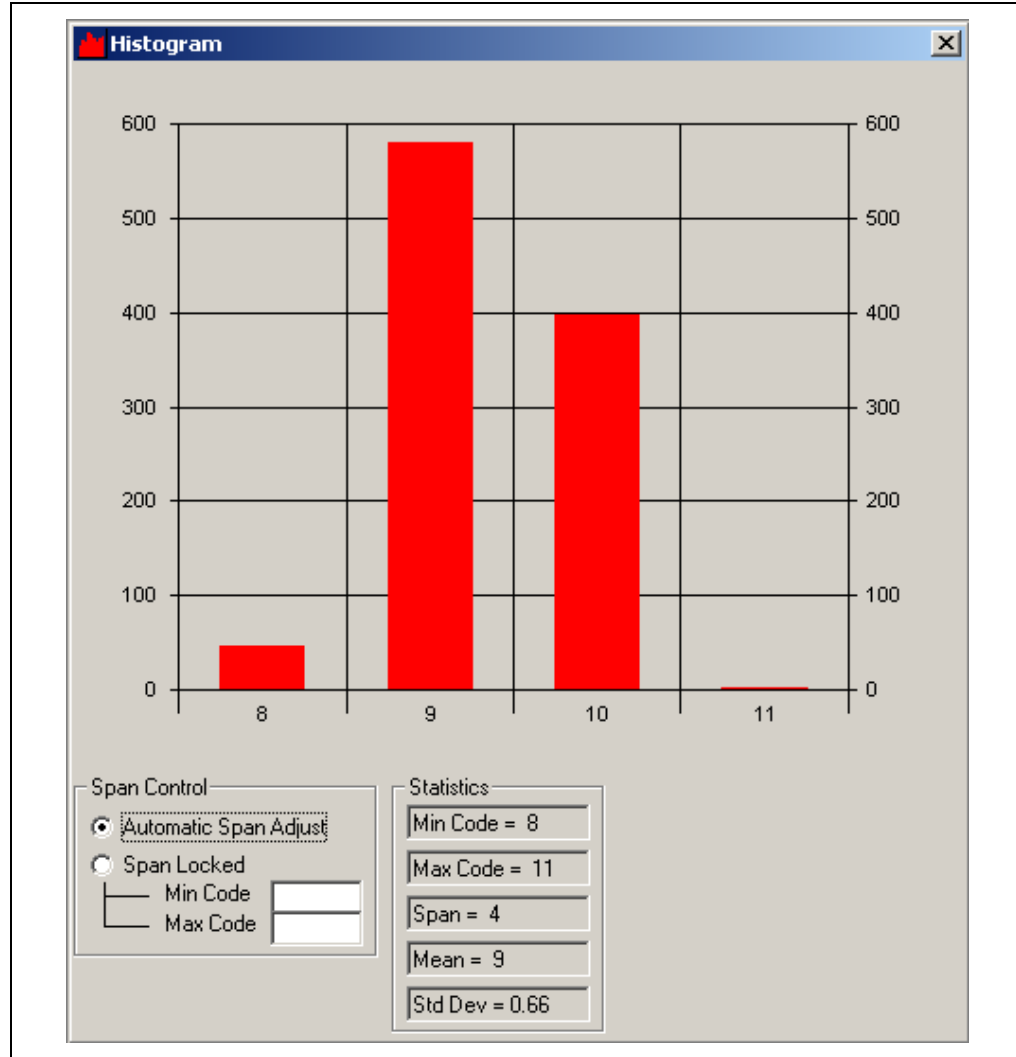 Histogram
600 600
500 500
400 400
300 300
200 200
100 100
0 0
8 9 10 11
Span Control
Automatic Span Adjust
Span Locked
Min Code
Max Code
Statistics
Min Code = 8
Max Code = 11
Span = 4
Mean = 9
Std Dev = 0.66